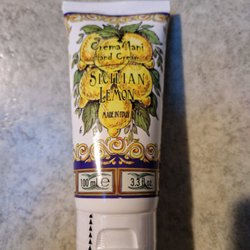 Crema Mani
Hand Cream
SICILIAN
LEMON
MADE IN ITALY
100 ml e 3.3 fl.oz.